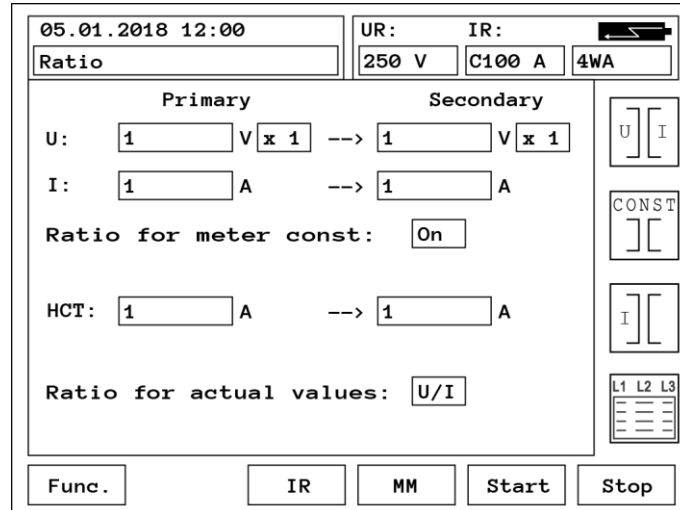 05.01.2018 12:00 UR: IR:
Ratio 250 V C100 A 4WA
Primary Secondary
U: 1 V x 1 --> 1 V x 1
U I
I: 1 A --> 1 A
CONST
Ratio for meter const: On
HCT: 1 A --> 1 A
I
Ratio for actual values: U/I
L1 L2 L3
Func. IR MM Start Stop